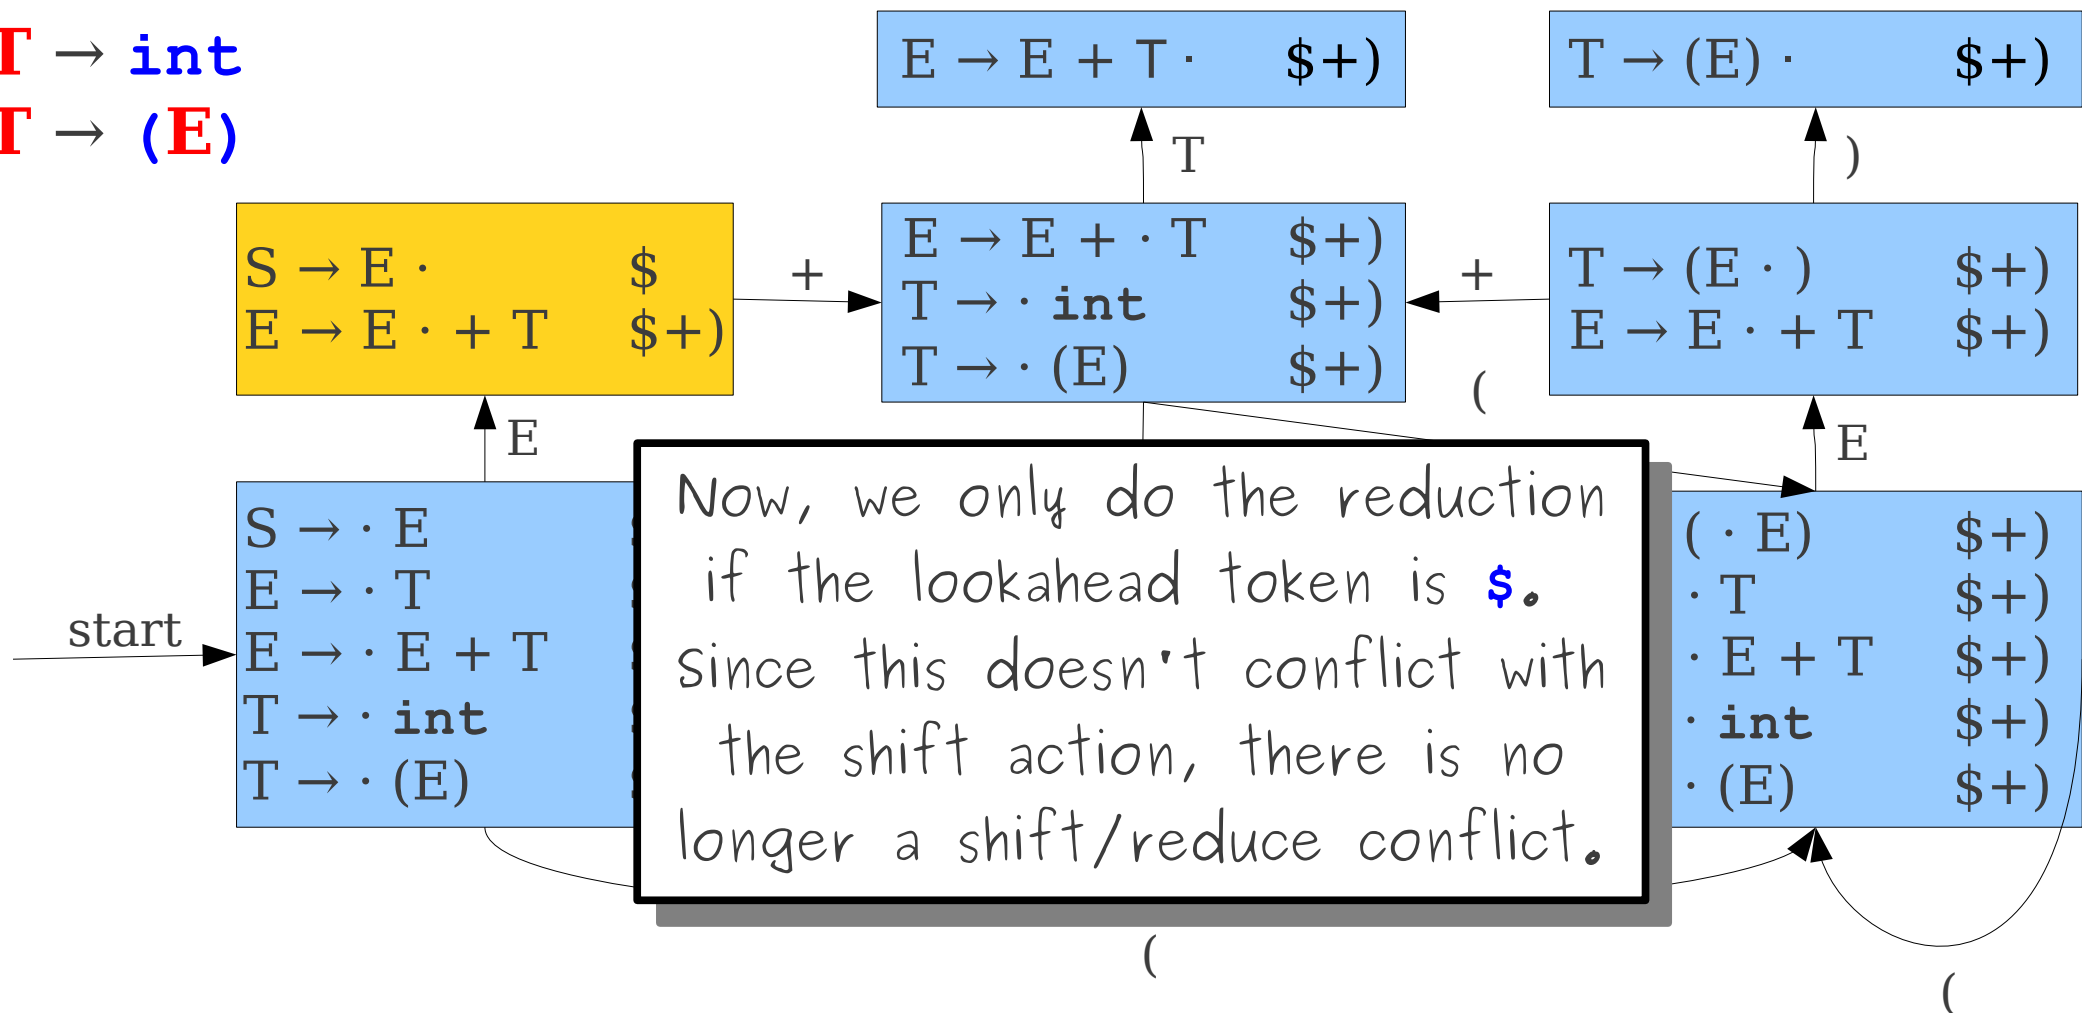 T → int
T → (E)
E → E + T · $+)
T → (E) · $+)
T
)
S → E · $
E → E · + T $+)
+
E → E + · T $+)
T → · int $+)
T → · (E) $+)
+
T → (E · ) $+)
E → E · + T $+)
(
E
E
start
S → · E
E → · T
E → · E + T
T → · int
T → · (E)
Now, we only do the reduction
if the lookahead token is $.
Since this doesn't conflict with
the shift action, there is no
longer a shift/reduce conflict.
( · E) $+)
· T $+)
· E + T $+)
· int $+)
· (E) $+)
(
(